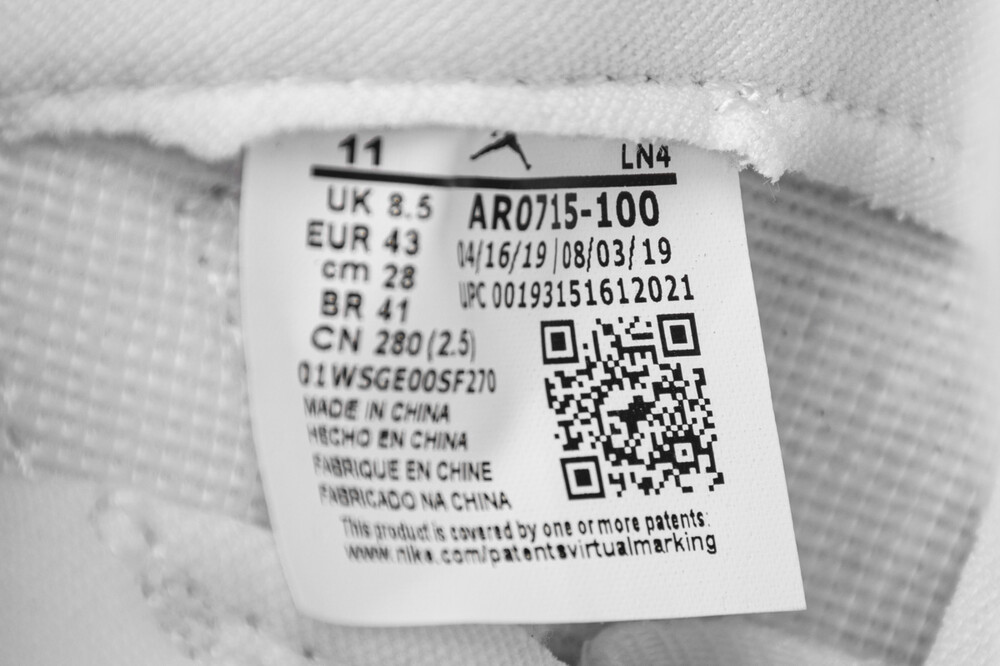 11 LN4
UK 8.5
EUR 43
cm 28
BR 41
CN 280 (2.5)
AR0715-100
04/16/19 | 08/03/19
UPC 00193151612021
01WSGE00SF270
MADE IN CHINA
HECHO EN CHINA
FABRIQUE EN CHINE
FABRICADO NA CHINA
This product is covered by one or more patents:
www.nike.com/patentsvirtualmarking